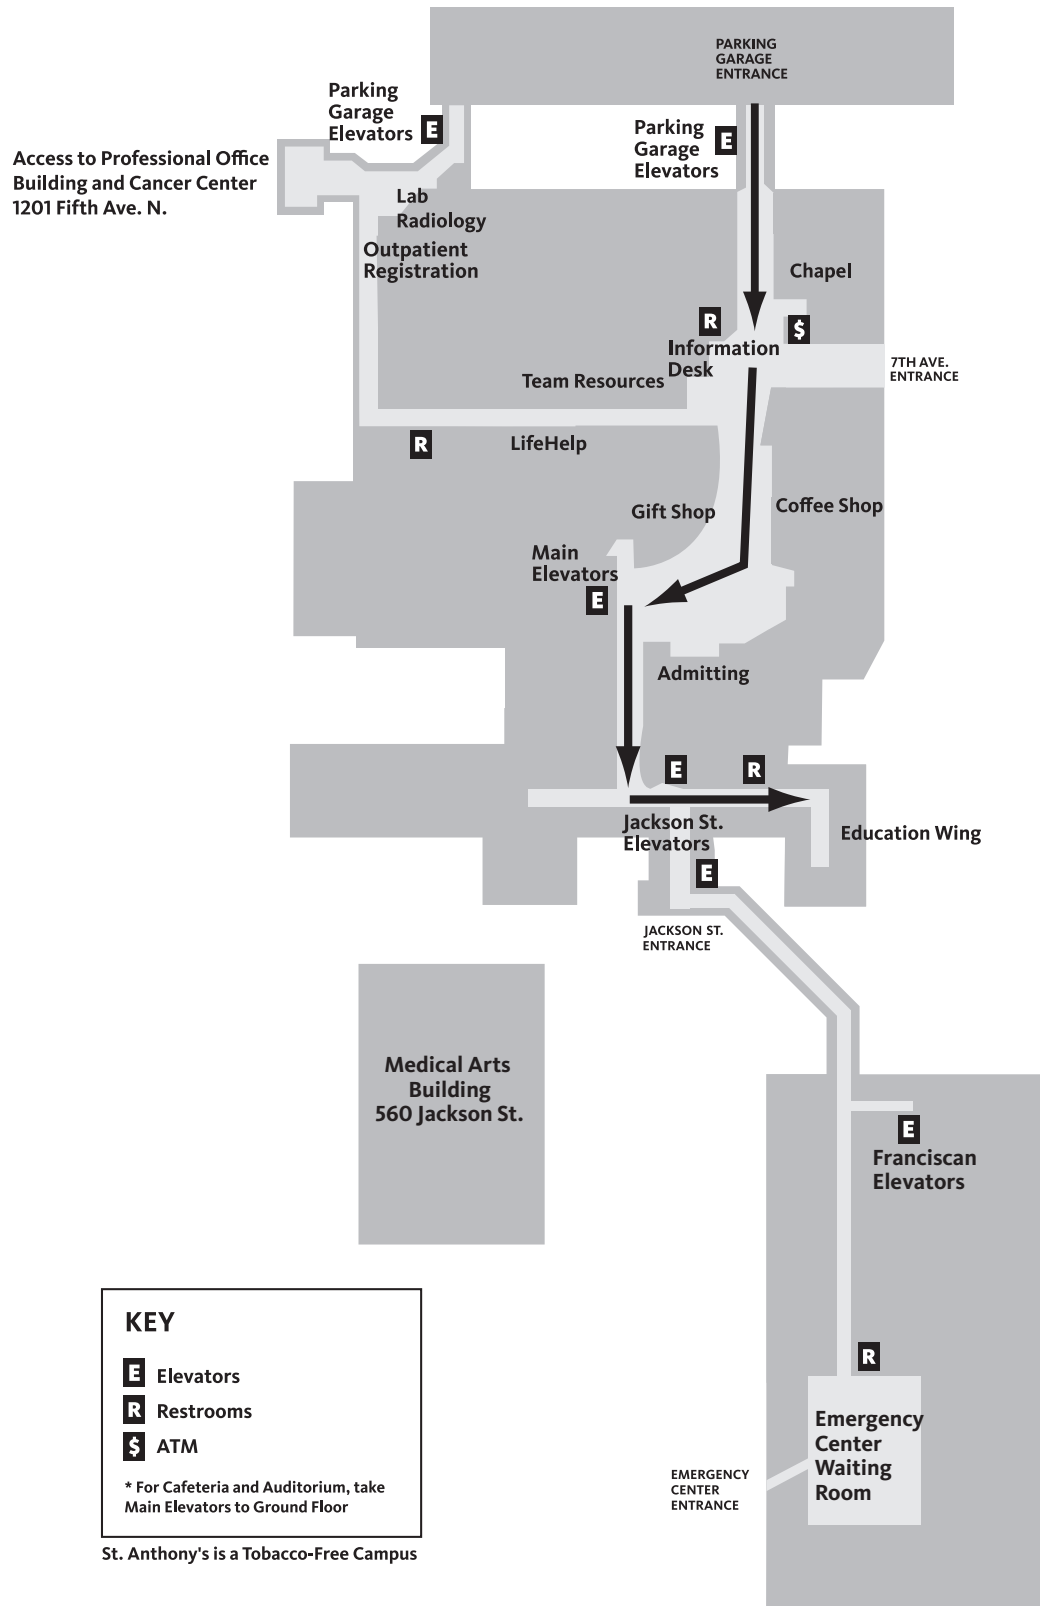 PARKING
GARAGE
ENTRANCE
Parking
Garage
Elevators
E
Parking
Garage
Elevators
E
Access to Professional Office
Building and Cancer Center
1201 Fifth Ave. N.
Lab
Radiology
Outpatient
Registration
Chapel
R
$
Information
Desk
7TH AVE.
ENTRANCE
Team Resources
R
LifeHelp
Gift Shop
Coffee Shop
Main
Elevators
E
Admitting
E
R
Jackson St.
Elevators
Education Wing
E
JACKSON ST.
ENTRANCE
Medical Arts
Building
560 Jackson St.
E
Franciscan
Elevators
R
Emergency
Center
Waiting
Room
EMERGENCY
CENTER
ENTRANCE
KEY
E Elevators
R Restrooms
$ ATM
* For Cafeteria and Auditorium, take
Main Elevators to Ground Floor
St. Anthony's is a Tobacco-Free Campus